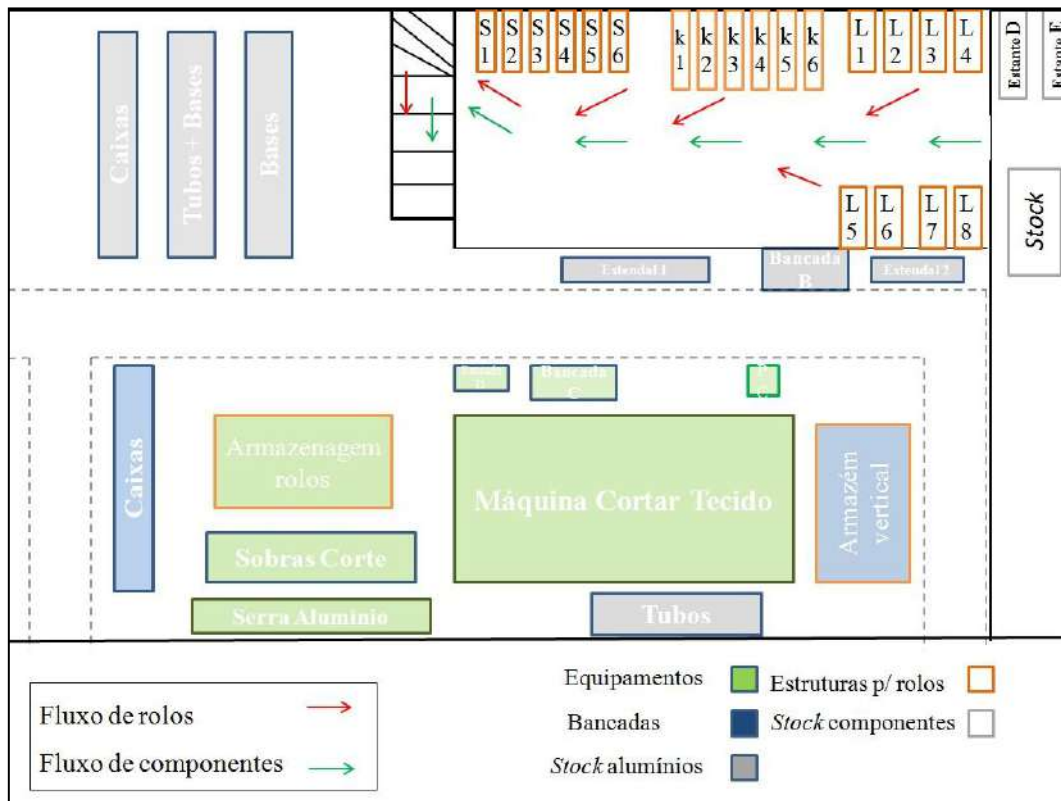 S 1
S 2
S 3
S 4
S 5
S 6
k 1
k 2
k 3
k 4
k 5
k 6
L 1
L 2
L 3
L 4
Estante D
Caixas
Tubos + Bases
Bases
L 5
L 6
L 7
L 8
Stock
Estendal 1
Bancada B
Estendal 2
Bancada C
P C
Caixas
Armazenagem
rolos
Máquina Cortar Tecido
Armazém
vertical
Sobras Corte
Serra Alumínio
Tubos
Fluxo de rolos
Fluxo de componentes
Equipamentos
Estruturas p/ rolos
Bancadas
Stock componentes
Stock alumínios